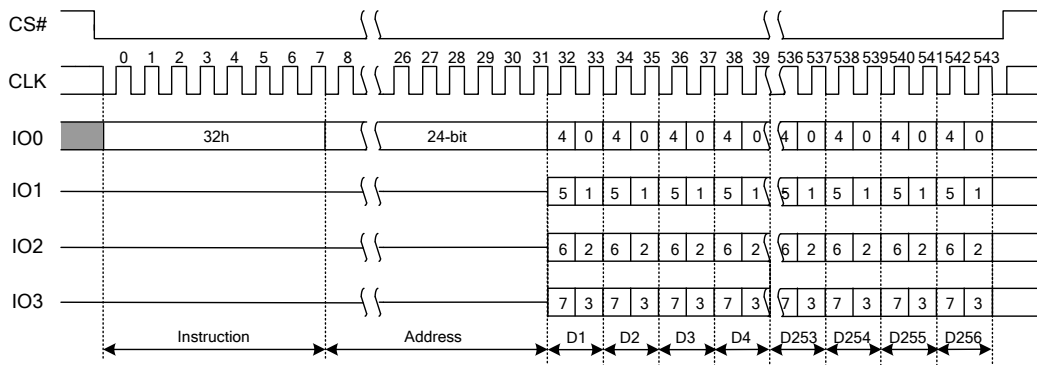 CS#
0 1 2 3 4 5 6 7 8 26 27 28 29 30 31 32 33 34 35 36 37 38 39 536 537 538 539 540 541 542 543
CLK
IO0 32h 24-bit 4 0 4 0 4 0 4 0 4 0 4 0 4 0 4 0
IO1 5 1 5 1 5 1 5 1 5 1 5 1 5 1 5 1
IO2 6 2 6 2 6 2 6 2 6 2 6 2 6 2 6 2
IO3 7 3 7 3 7 3 7 3 7 3 7 3 7 3 7 3
Instruction Address D1 D2 D3 D4 D253 D254 D255 D256